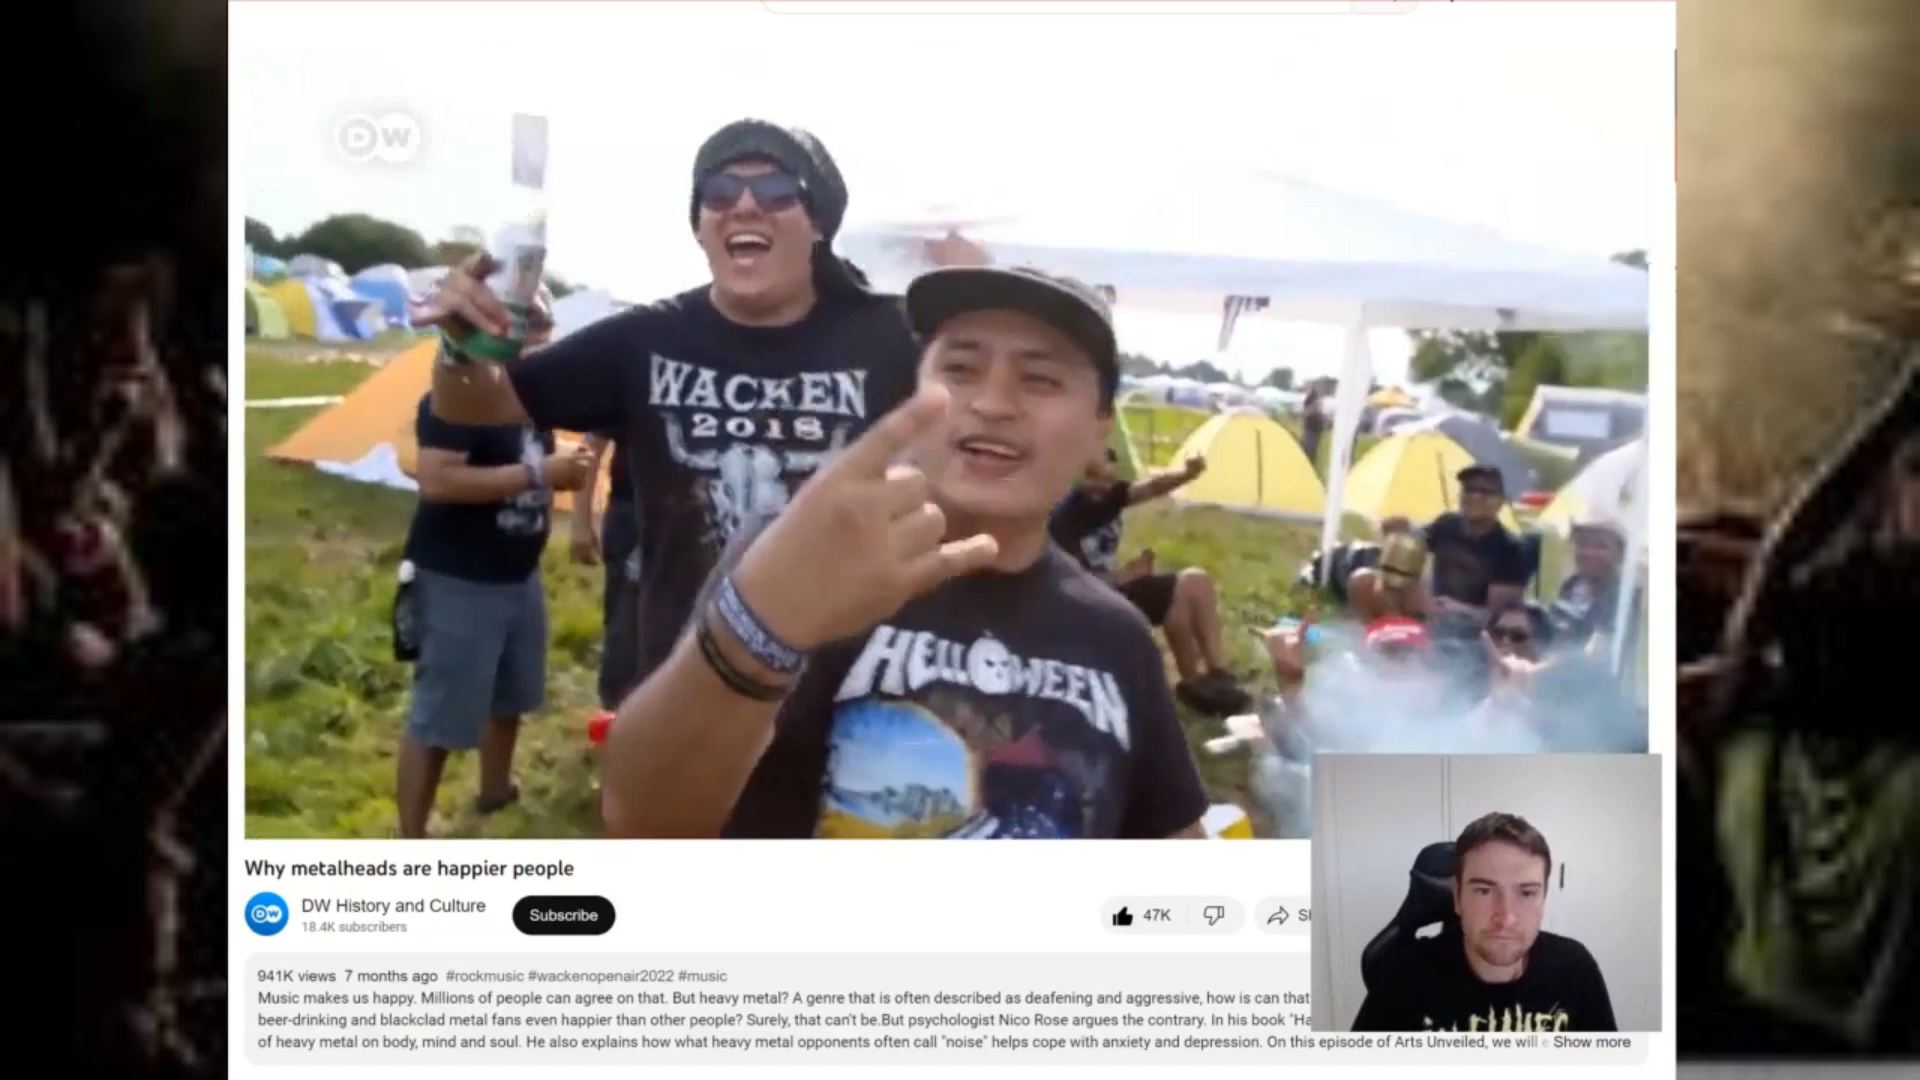 DW
WACKEN
2018
HELLOWEEN
Why metalheads are happier people
DW
DW History and Culture
18.4K subscribers
Subscribe
47K
941K views 7 months ago #rockmusic #wackenopenair2022 #music
Music makes us happy. Millions of people can agree on that. But heavy metal? A genre that is often described as deafening and aggressive, how is can that
beer-drinking and blackclad metal fans even happier than other people? Surely, that can't be.But psychologist Nico Rose argues the contrary. In his book "Ha
of heavy metal on body, mind and soul. He also explains how what heavy metal opponents often call "noise" helps cope with anxiety and depression. On this episode of Arts Unveiled, we will Show more